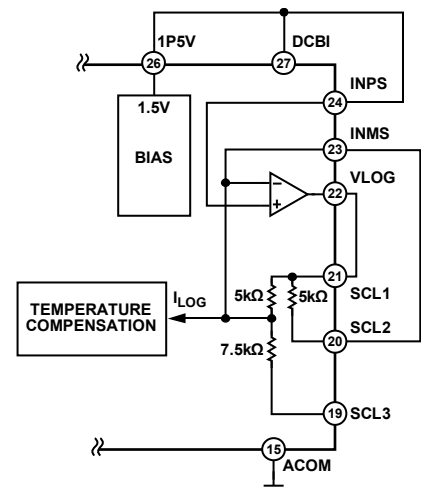 1P5V
DCBI
26
27
INPS
24
1.5V
BIAS
INMS
23
VLOG
22
−
+
21
SCL1
5kΩ
5kΩ
ILOG
TEMPERATURE
COMPENSATION
SCL2
20
7.5kΩ
19
SCL3
15
ACOM